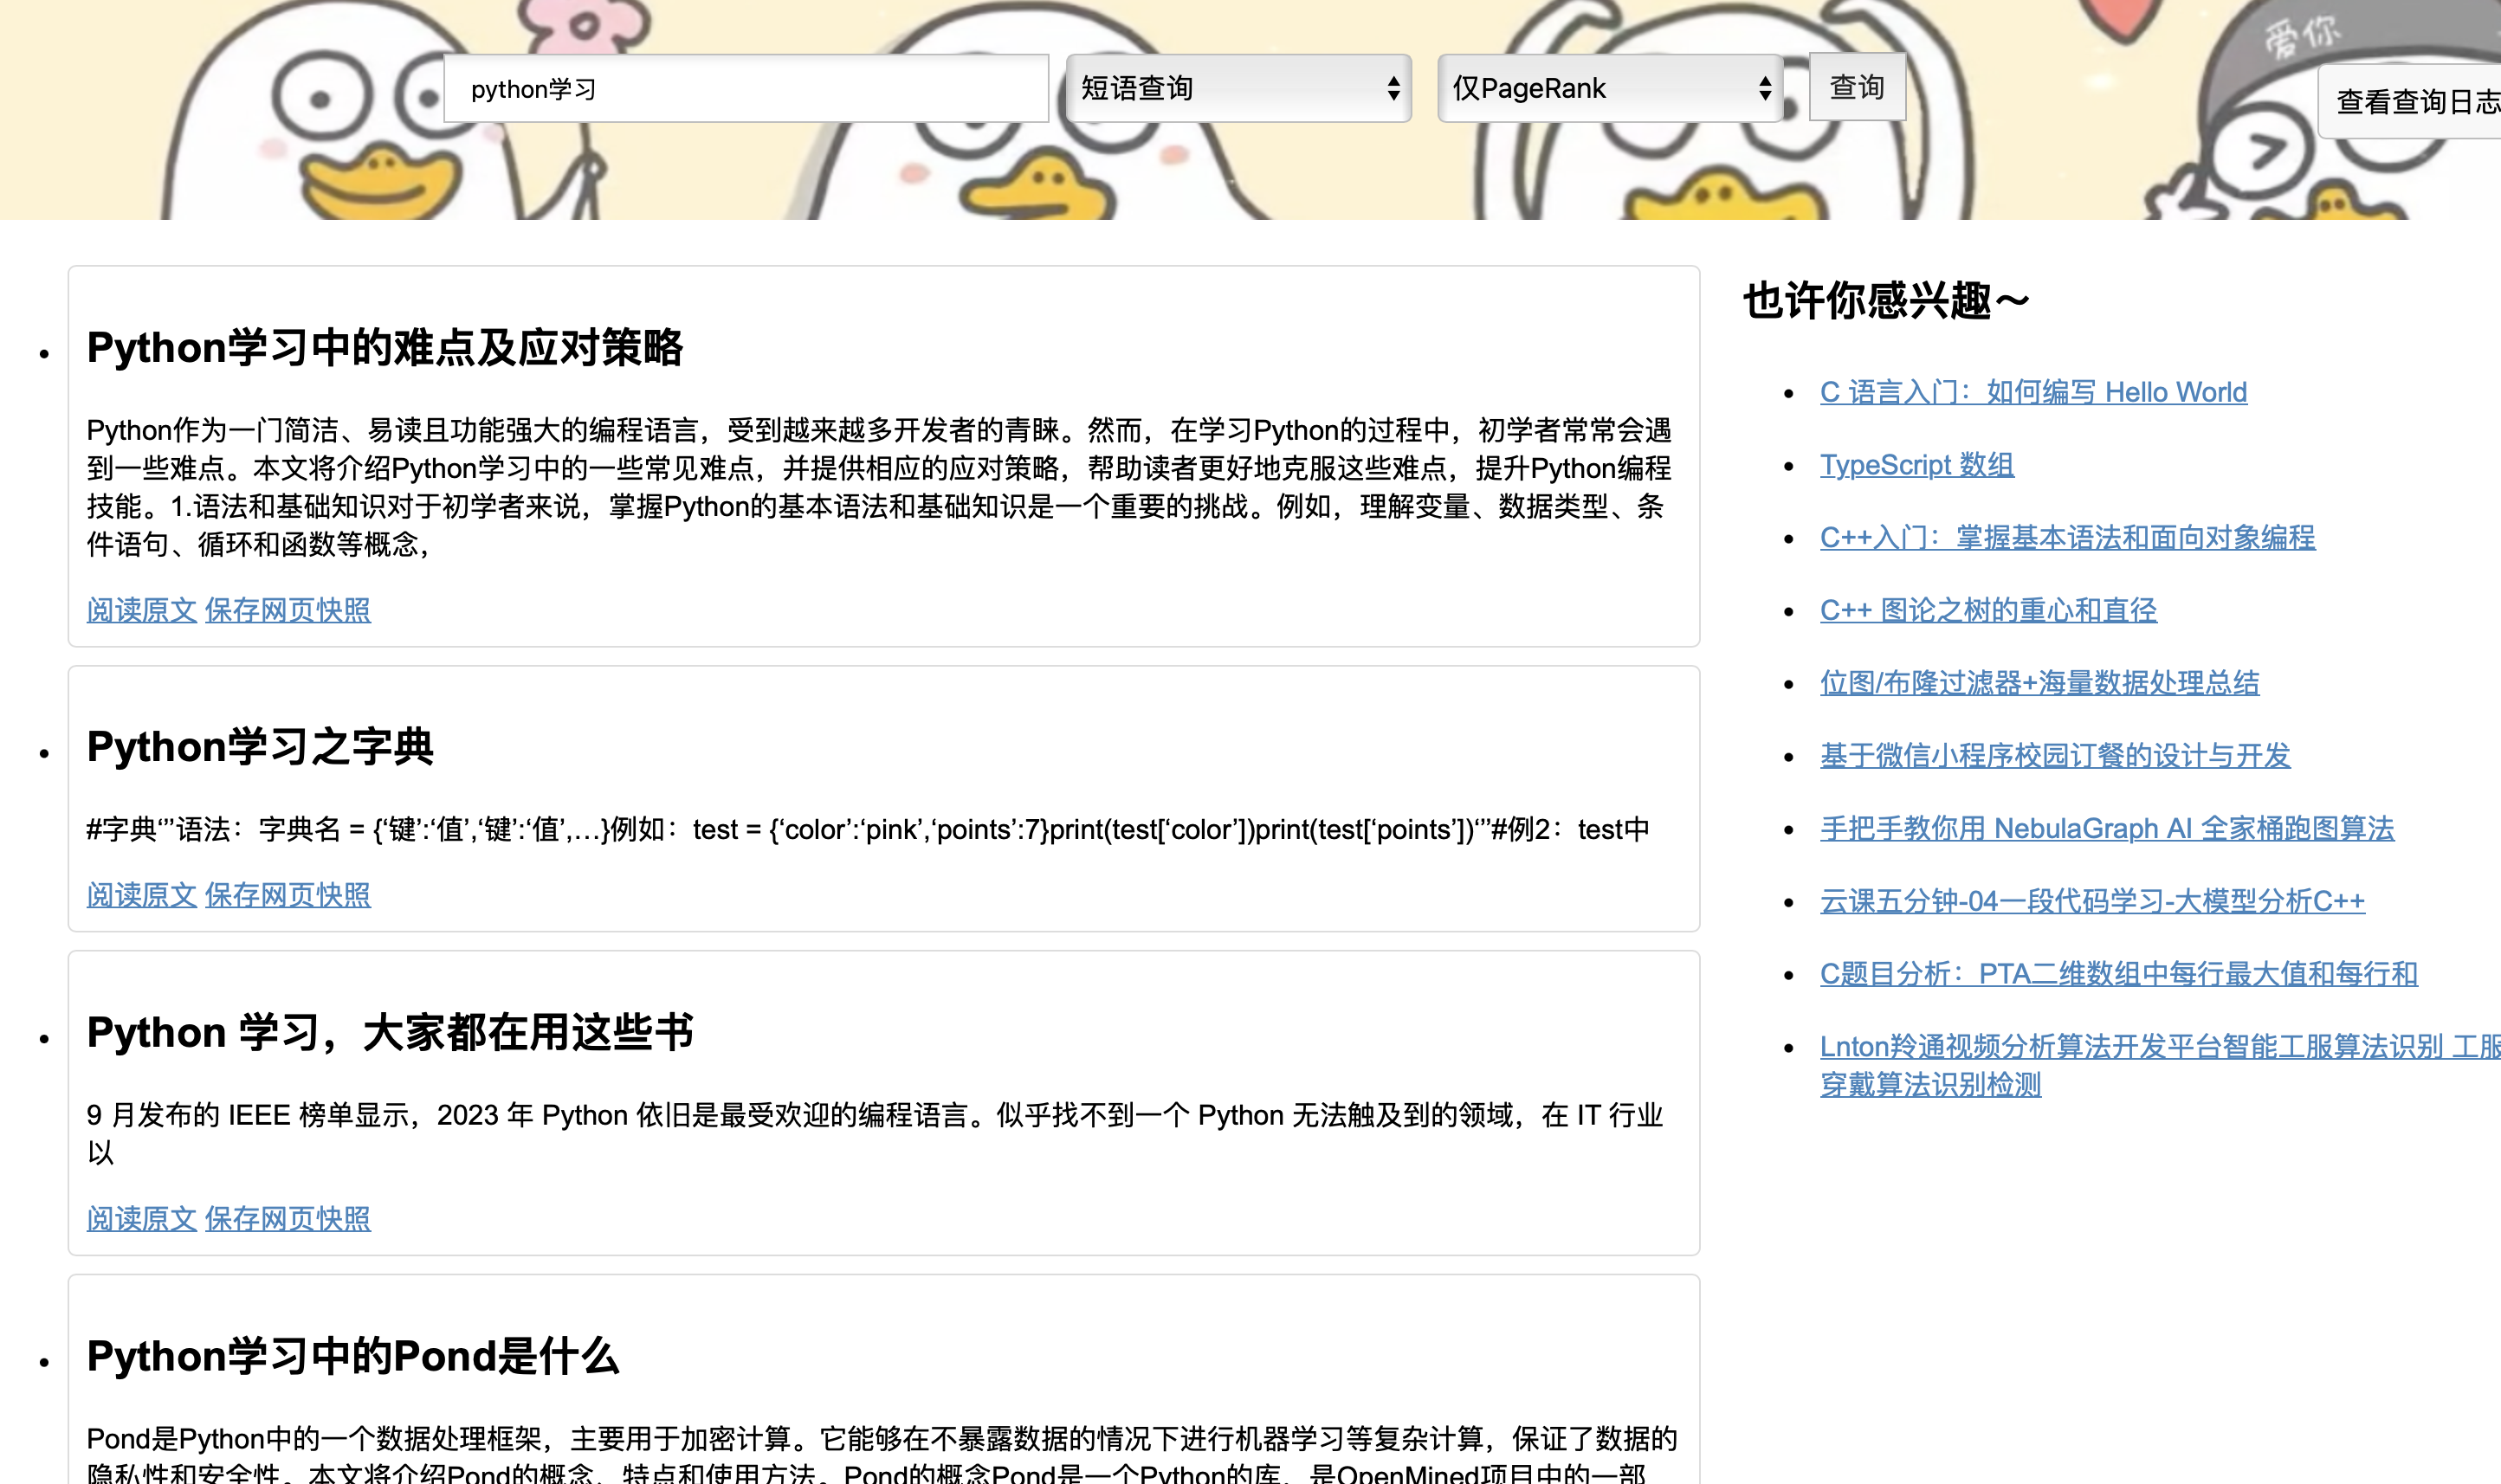 爱你
python学习
短语查询
仅PageRank
查询
查看查询日志
Python学习中的难点及应对策略
Python作为一门简洁、易读且功能强大的编程语言，受到越来越多开发者的青睐。然而，在学习Python的过程中，初学者常常会遇
到一些难点。本文将介绍Python学习中的一些常见难点，并提供相应的应对策略，帮助读者更好地克服这些难点，提升Python编程
技能。1.语法和基础知识对于初学者来说，掌握Python的基本语法和基础知识是一个重要的挑战。例如，理解变量、数据类型、条
件语句、循环和函数等概念，
阅读原文 保存网页快照
Python学习之字典
#字典‘’’语法：字典名 = {‘键’:‘值’,‘键’:‘值’,…}例如：test = {‘color’:‘pink’,‘points’:7}print(test[‘color’])print(test[‘points’])‘’’#例2：test中
阅读原文 保存网页快照
Python 学习，大家都在用这些书
9 月发布的 IEEE 榜单显示，2023 年 Python 依旧是最受欢迎的编程语言。似乎找不到一个 Python 无法触及到的领域，在 IT 行业
以
阅读原文 保存网页快照
Python学习中的Pond是什么
Pond是Python中的一个数据处理框架，主要用于加密计算。它能够在不暴露数据的情况下进行机器学习等复杂计算，保证了数据的
隐私性和安全性。本文将介绍Pond的概念、特点和使用方法。Pond的概念Pond是一个Python的库，是OpenMined项目中的一部
也许你感兴趣～
C 语言入门：如何编写 Hello World
TypeScript 数组
C++入门：掌握基本语法和面向对象编程
C++ 图论之树的重心和直径
位图/布隆过滤器+海量数据处理总结
基于微信小程序校园订餐的设计与开发
手把手教你用 NebulaGraph AI 全家桶跑图算法
云课五分钟-04一段代码学习-大模型分析C++
C题目分析：PTA二维数组中每行最大值和每行和
Lnton羚通视频分析算法开发平台智能工服算法识别 工服
穿戴算法识别检测